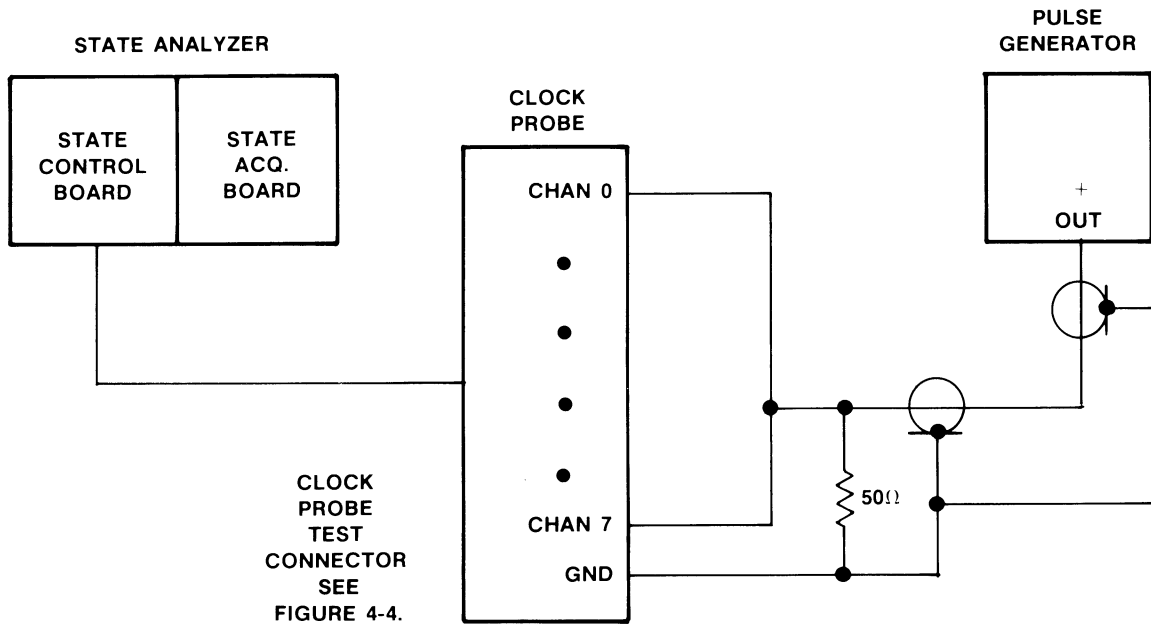 STATE ANALYZER
STATE
CONTROL
BOARD
STATE
ACQ.
BOARD
CLOCK
PROBE
CHAN 0
CHAN 7
GND
CLOCK
PROBE
TEST
CONNECTOR
SEE
FIGURE 4-4.
50Ω
PULSE
GENERATOR
+
OUT